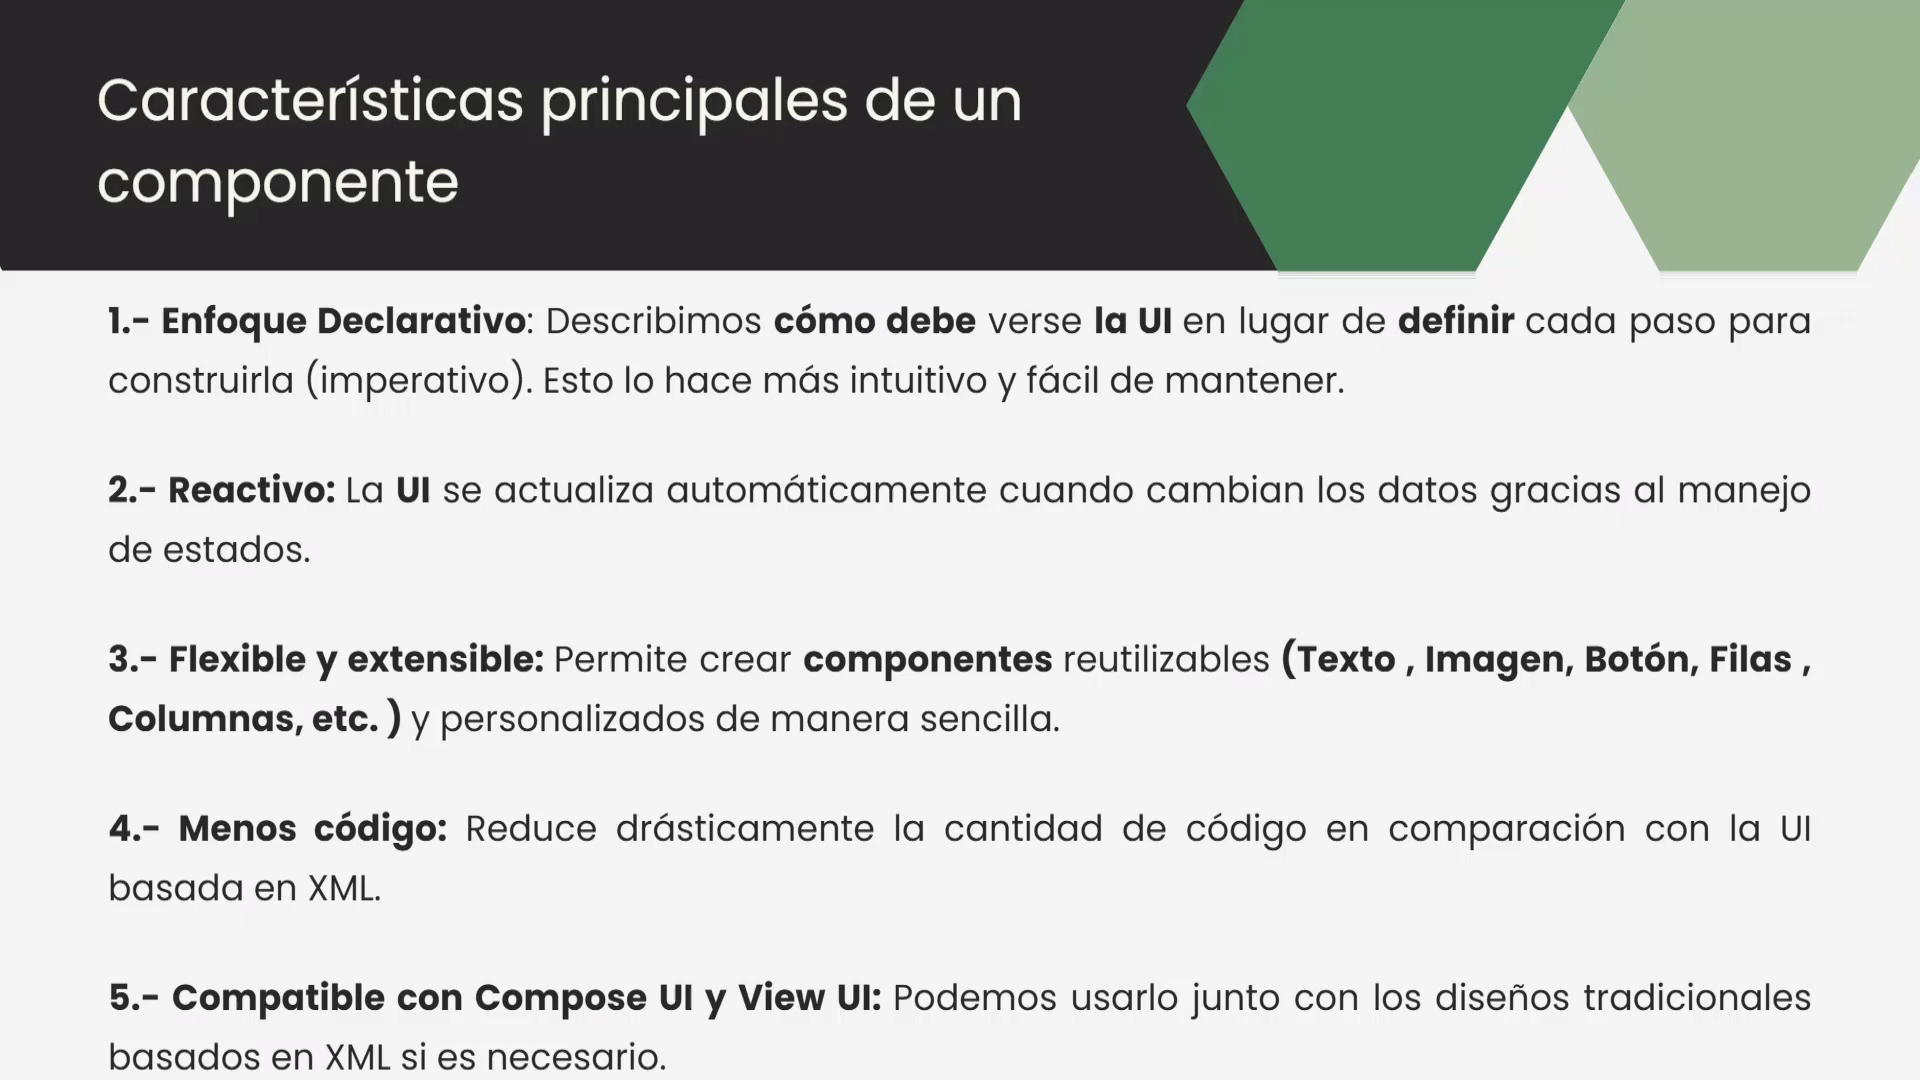 Características principales de un
componente
1.- Enfoque Declarativo: Describimos cómo debe verse la UI en lugar de definir cada paso para
construirla (imperativo). Esto lo hace más intuitivo y fácil de mantener.
2.- Reactivo: La UI se actualiza automáticamente cuando cambian los datos gracias al manejo
de estados.
3.- Flexible y extensible: Permite crear componentes reutilizables (Texto , Imagen, Botón, Filas ,
Columnas, etc. ) y personalizados de manera sencilla.
4.- Menos código: Reduce drásticamente la cantidad de código en comparación con la UI
basada en XML.
5.- Compatible con Compose UI y View UI: Podemos usarlo junto con los diseños tradicionales
basados en XML si es necesario.